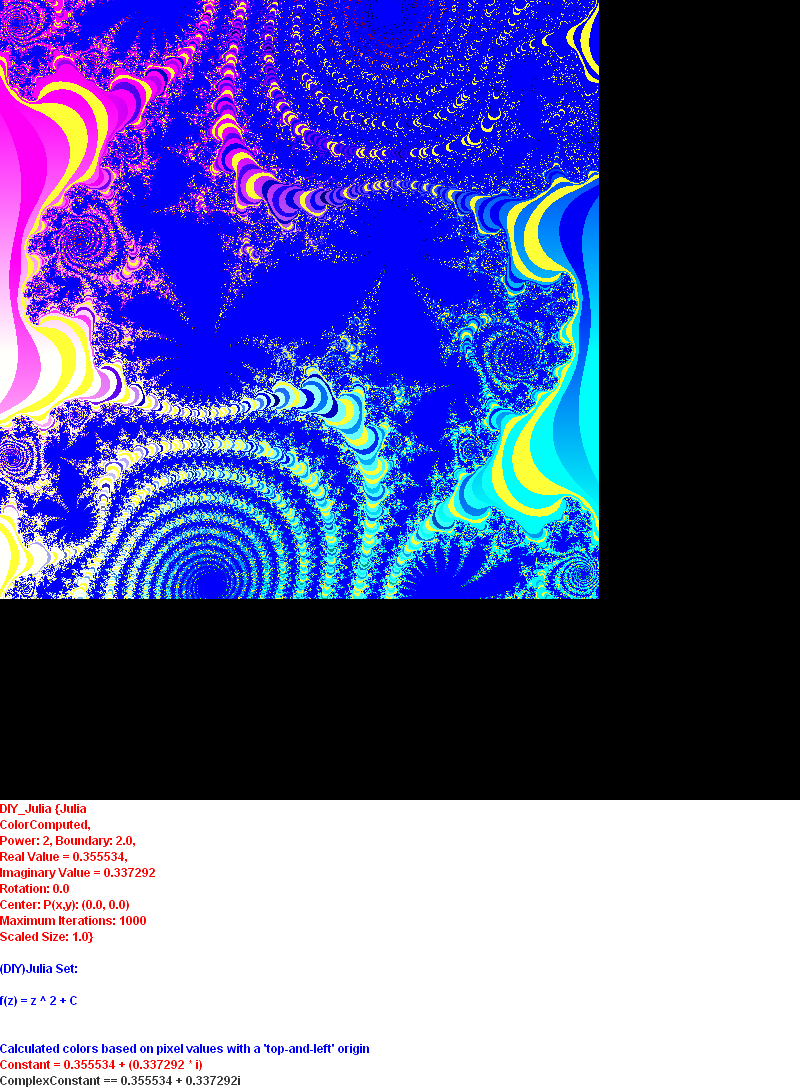 DIY_Julia {Julia
ColorComputed,
Power: 2, Boundary: 2.0,
Real Value = 0.355534,
Imaginary Value = 0.337292
Rotation: 0.0
Center: P(x,y): (0.0, 0.0)
Maximum Iterations: 1000
Scaled Size: 1.0}
(DIY)Julia Set:
f(z) = z ^ 2 + C
Calculated colors based on pixel values with a 'top-and-left' origin
Constant = 0.355534 + (0.337292 * i)
ComplexConstant == 0.355534 + 0.337292i